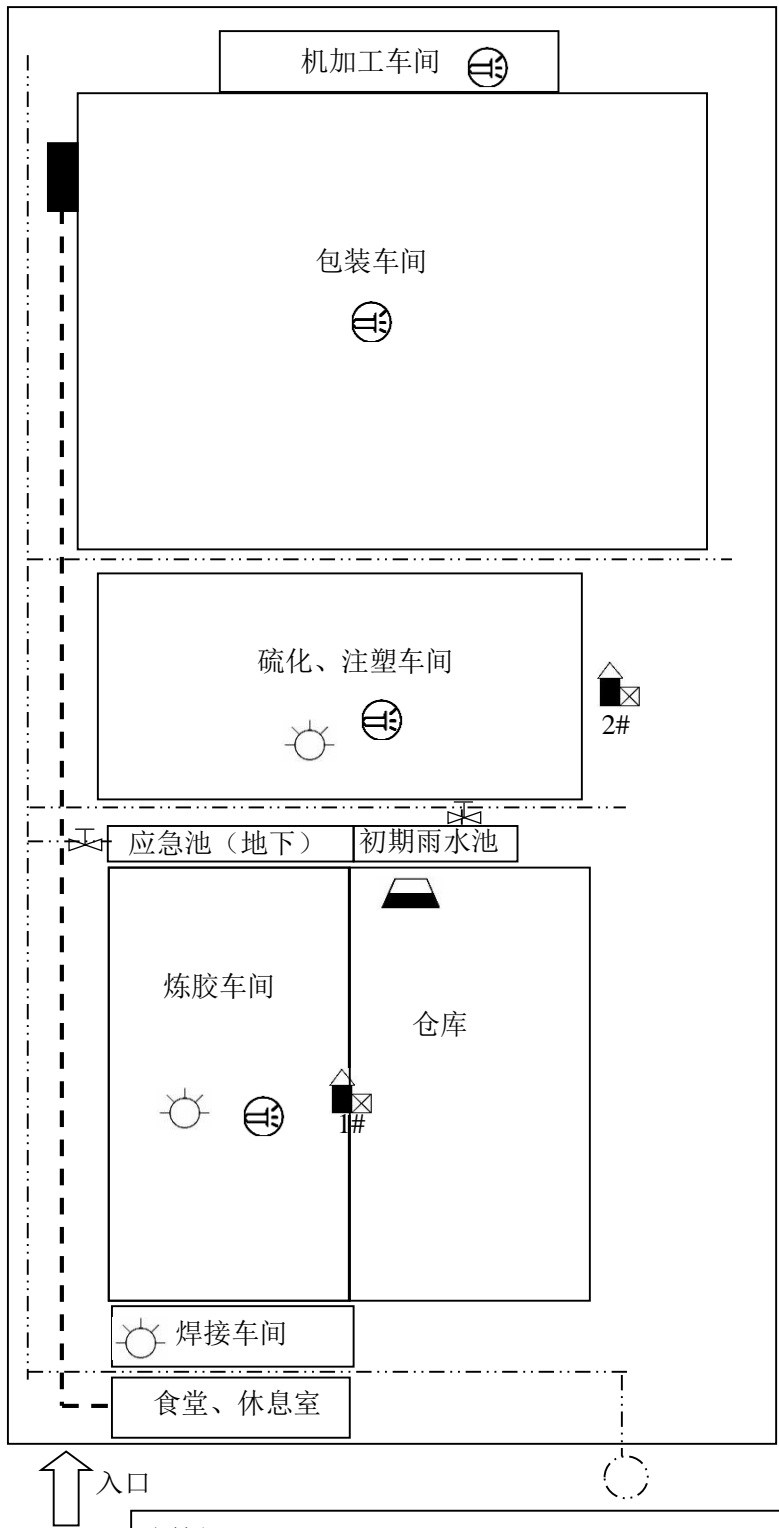 机加工车间
包装车间
硫化、注塑车间
2#
应急池（地下）
初期雨水池
炼胶车间
仓库
1#
焊接车间
食堂、休息室
入口